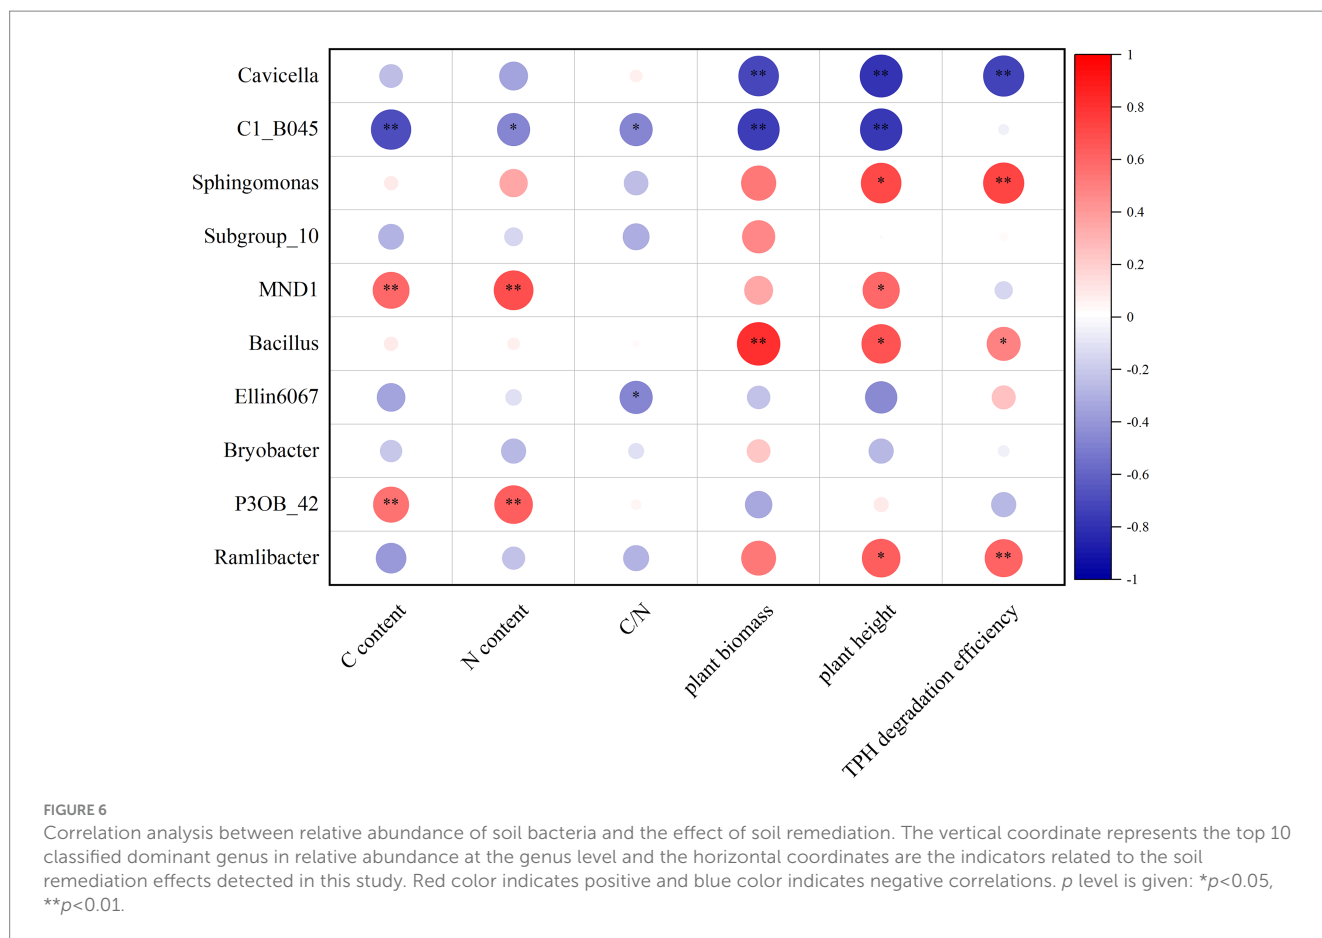 Cavicella ** ** **
C1_B045 ** * * ** **
Sphingomonas * **
Subgroup_10
MND1 ** ** *
Bacillus ** * *
Ellin6067 *
Bryobacter
P3OB_42 ** **
Ramlibacter * **
1
0.8
0.6
0.4
0.2
0
-0.2
-0.4
-0.6
-0.8
-1
C content
N content
C/N
plant biomass
plant height
TPH degradation efficiency
FIGURE 6
Correlation analysis between relative abundance of soil bacteria and the effect of soil remediation. The vertical coordinate represents the top 10
classified dominant genus in relative abundance at the genus level and the horizontal coordinates are the indicators related to the soil
remediation effects detected in this study. Red color indicates positive and blue color indicates negative correlations. p level is given: *p<0.05,
**p<0.01.